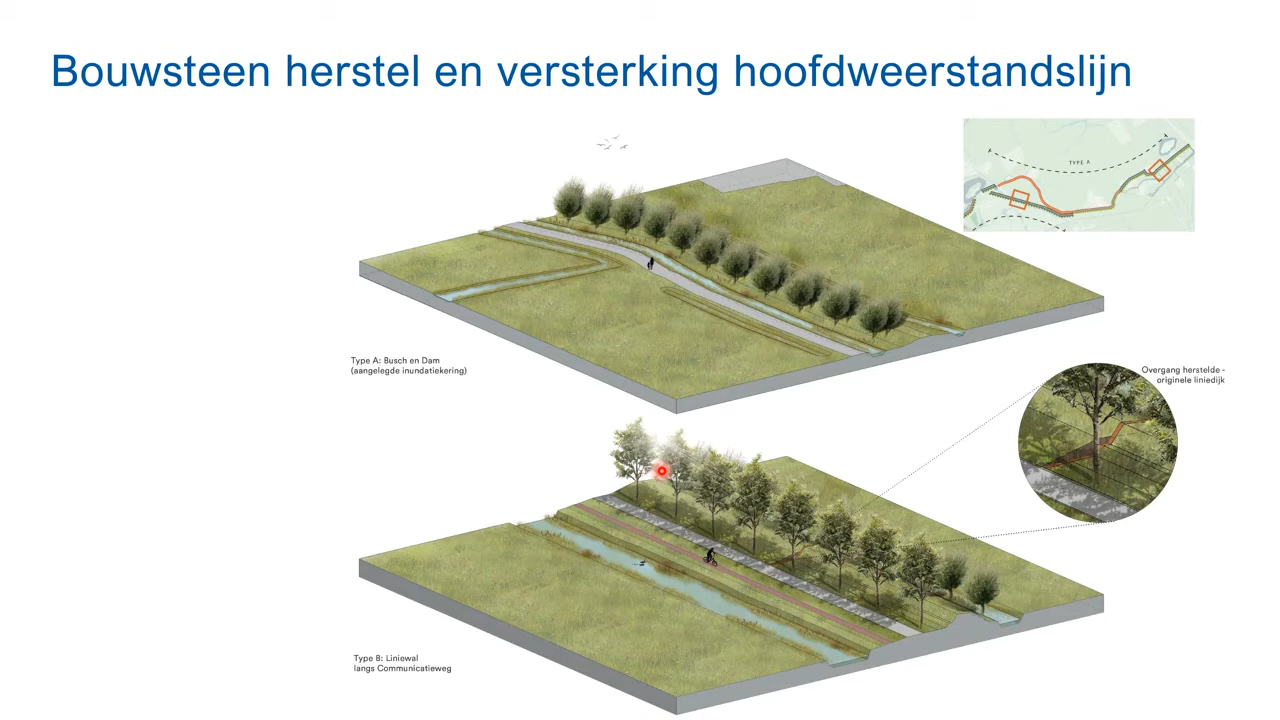 Bouwsteen herstel en versterking hoofdweerstandslijn
TYPE A
Type A: Busch en Dam
(aangelegde inundatiekering)
Overgang herstelde -
originele liniedijk
Type B: Liniewal
langs Communicatieweg